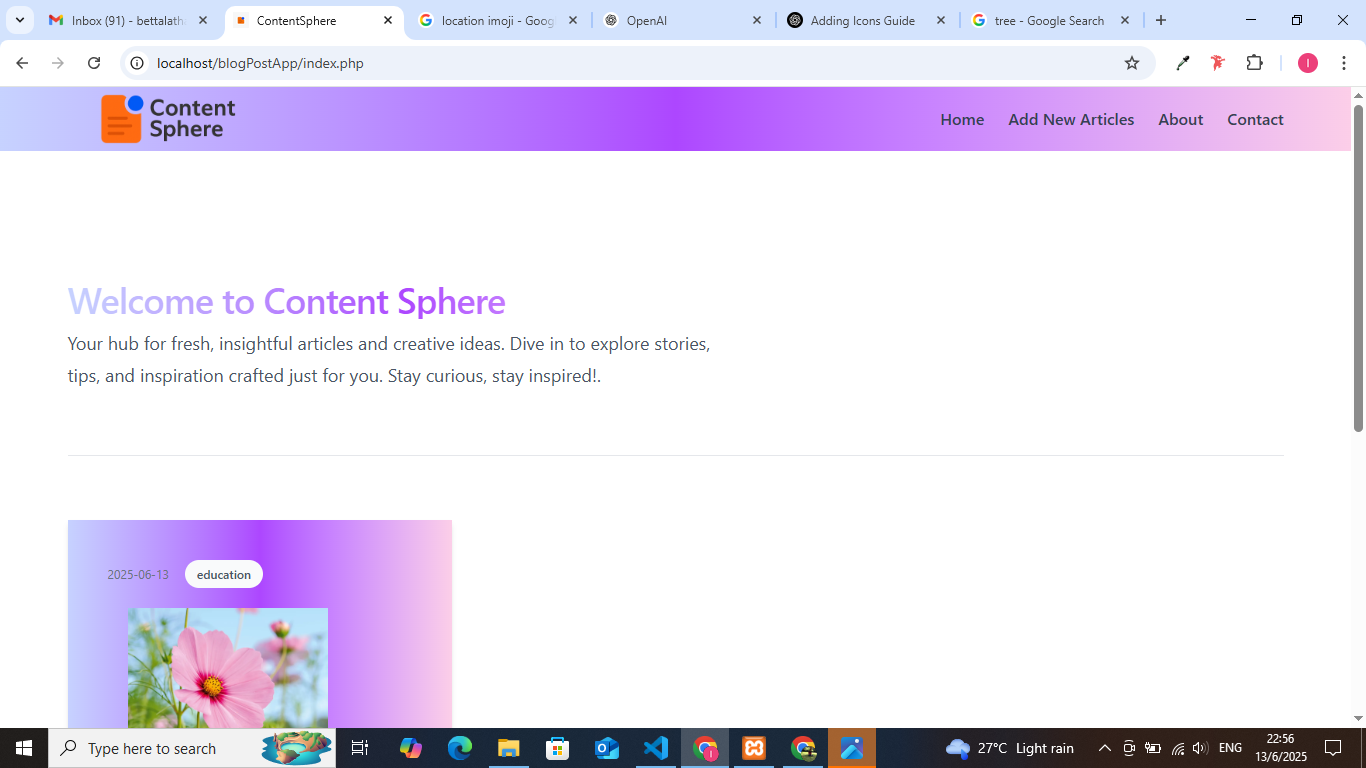 Inbox (91) - bettalath
ContentSphere
location imoji - Goog
OpenAI
Adding Icons Guide
tree - Google Search
localhost/blogPostApp/index.php
I
Content
Sphere
Home
Add New Articles
About
Contact
Welcome to Content Sphere
Your hub for fresh, insightful articles and creative ideas. Dive in to explore stories,
tips, and inspiration crafted just for you. Stay curious, stay inspired!.
2025-06-13
education
Type here to search
27°C Light rain
ENG
22:56
13/6/2025